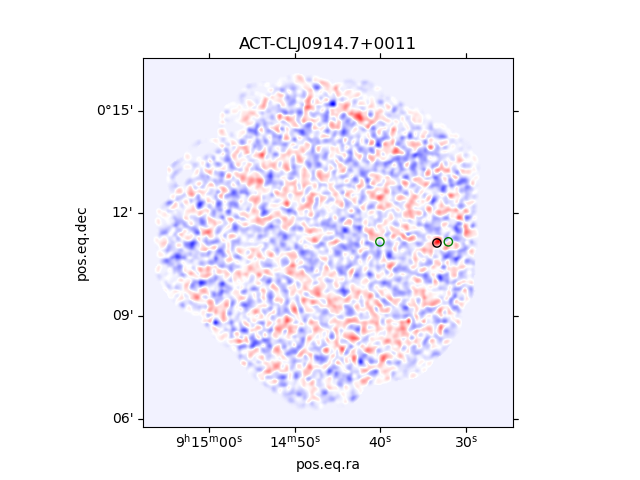 ACT-CLJ0914.7+0011
0°15'
12'
09'
06'
9ʰ15ᵐ00ˢ 14ᵐ50ˢ 40ˢ 30ˢ
pos.eq.ra
pos.eq.dec